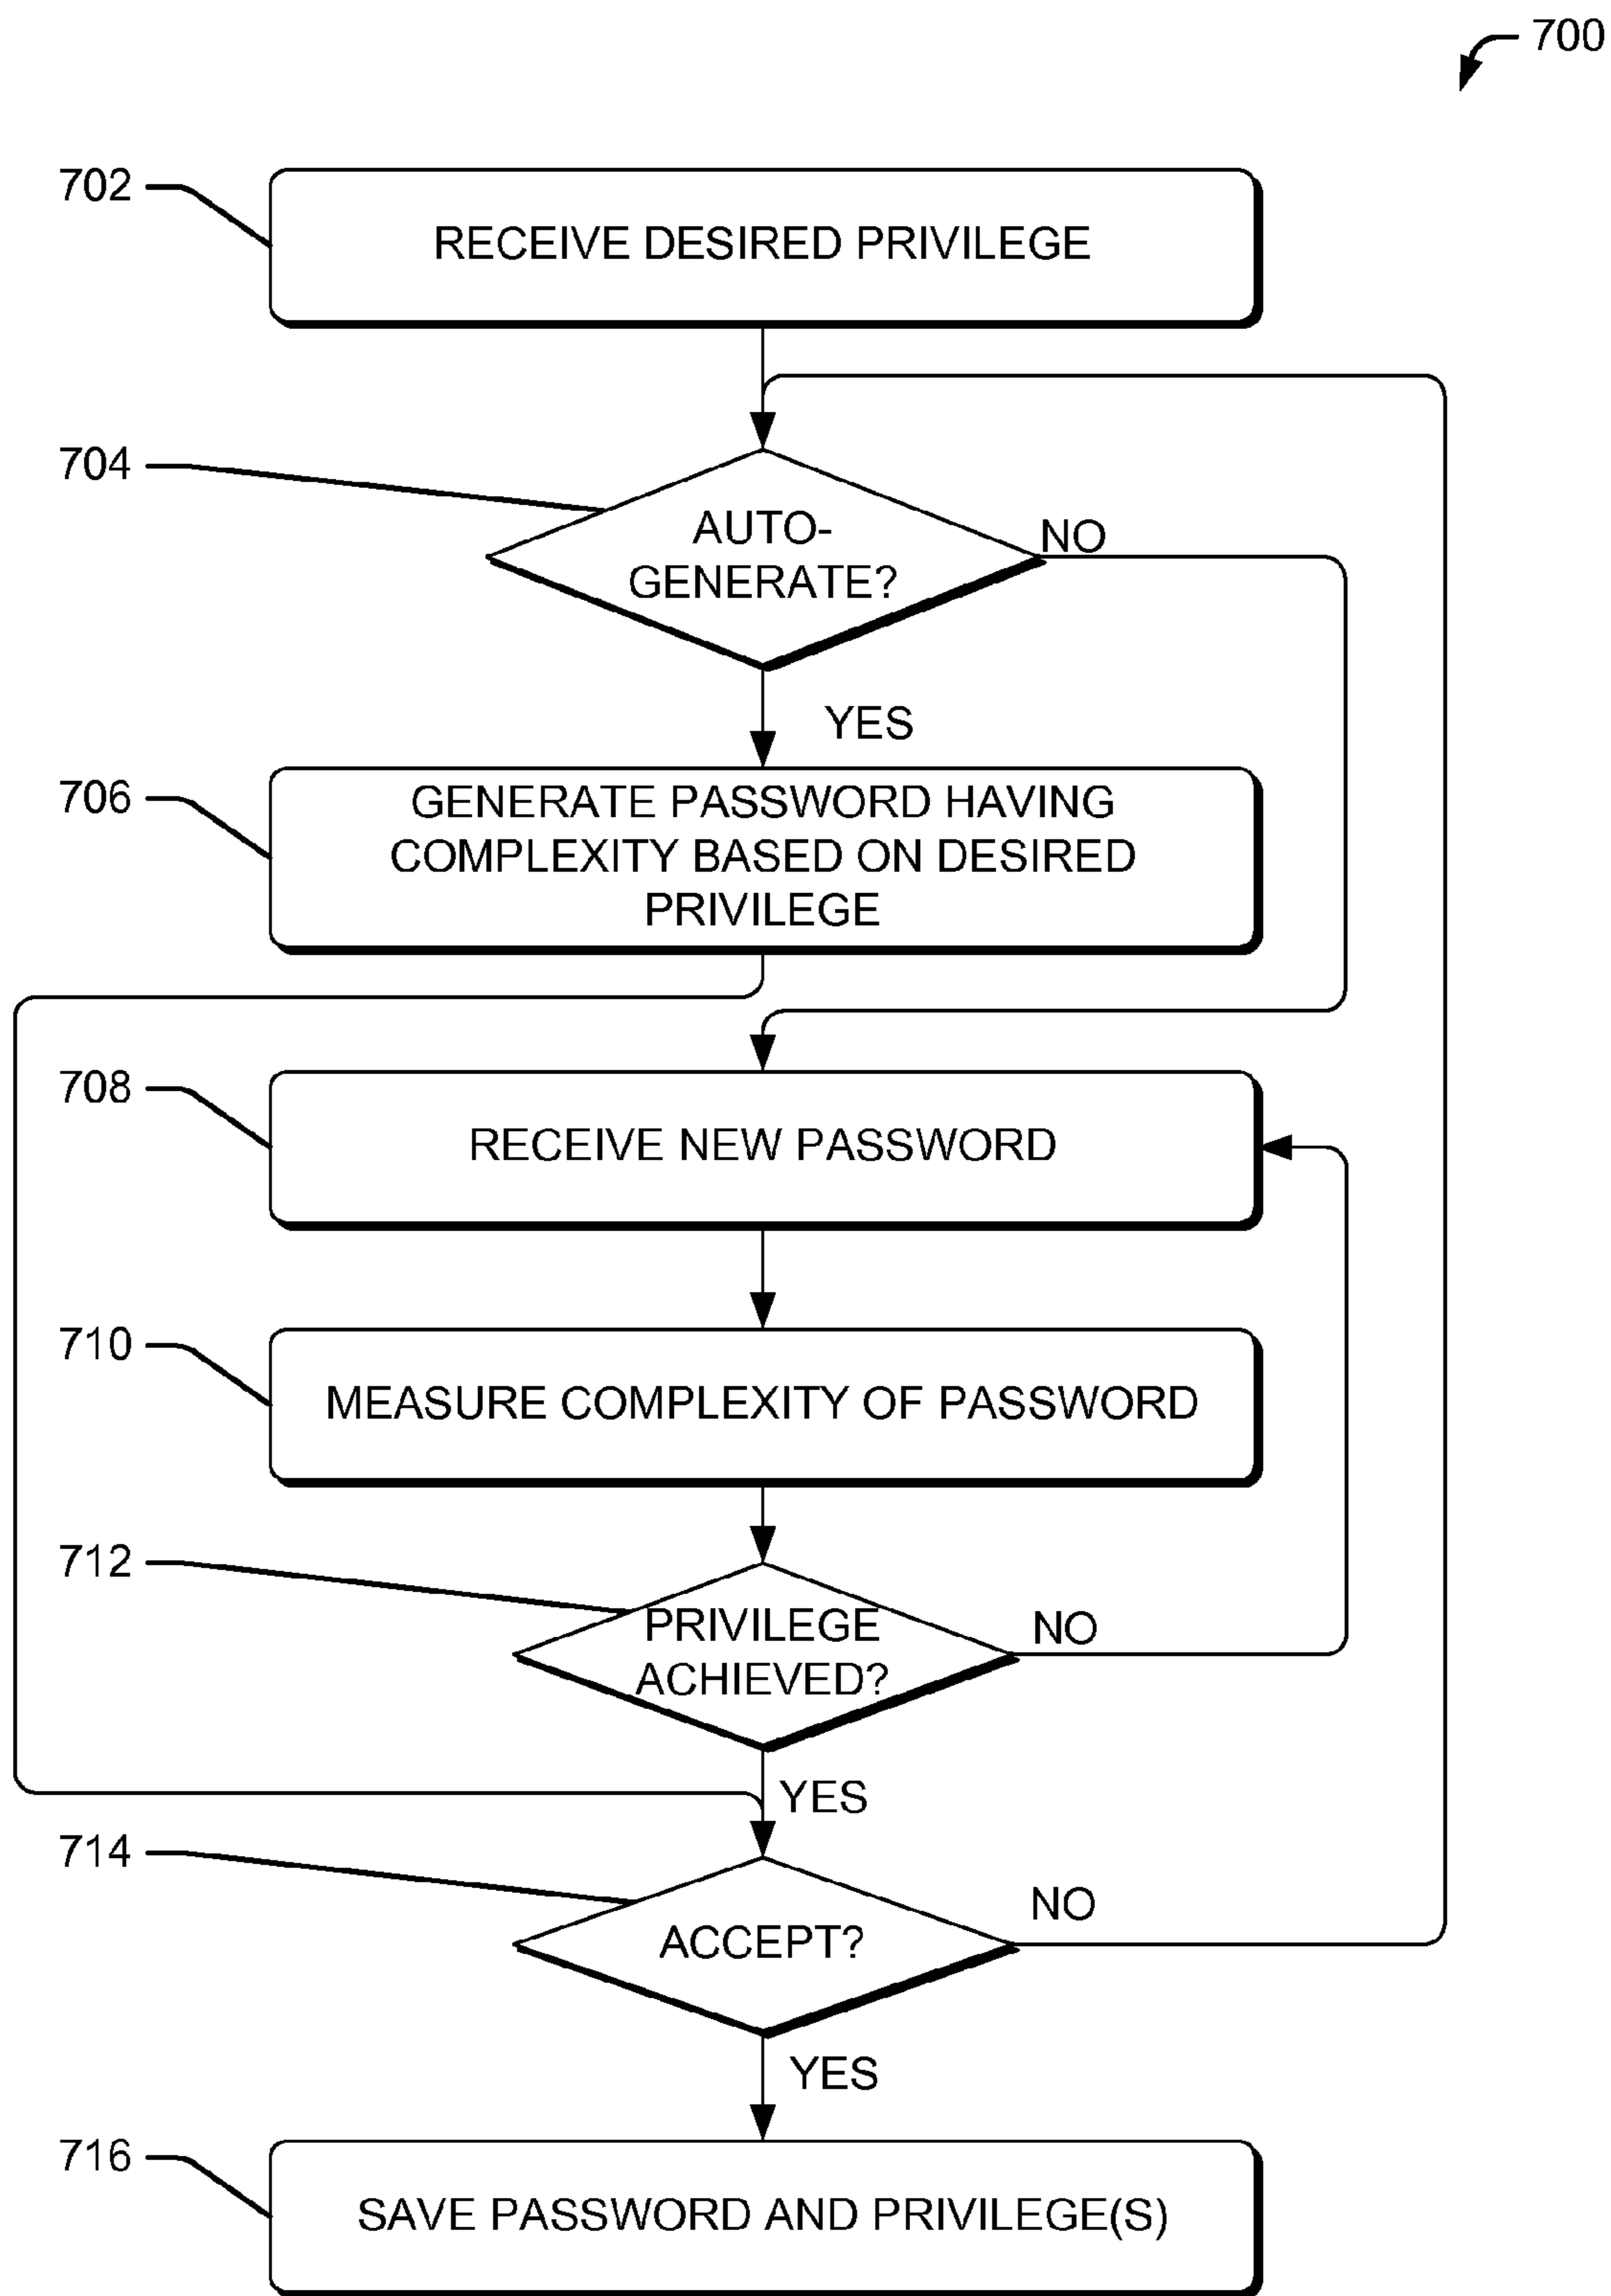 700
702
RECEIVE DESIRED PRIVILEGE
704
AUTO-
GENERATE?
NO
YES
706
GENERATE PASSWORD HAVING
COMPLEXITY BASED ON DESIRED
PRIVILEGE
708
RECEIVE NEW PASSWORD
710
MEASURE COMPLEXITY OF PASSWORD
712
PRIVILEGE
ACHIEVED?
NO
YES
714
ACCEPT?
NO
YES
716
SAVE PASSWORD AND PRIVILEGE(S)